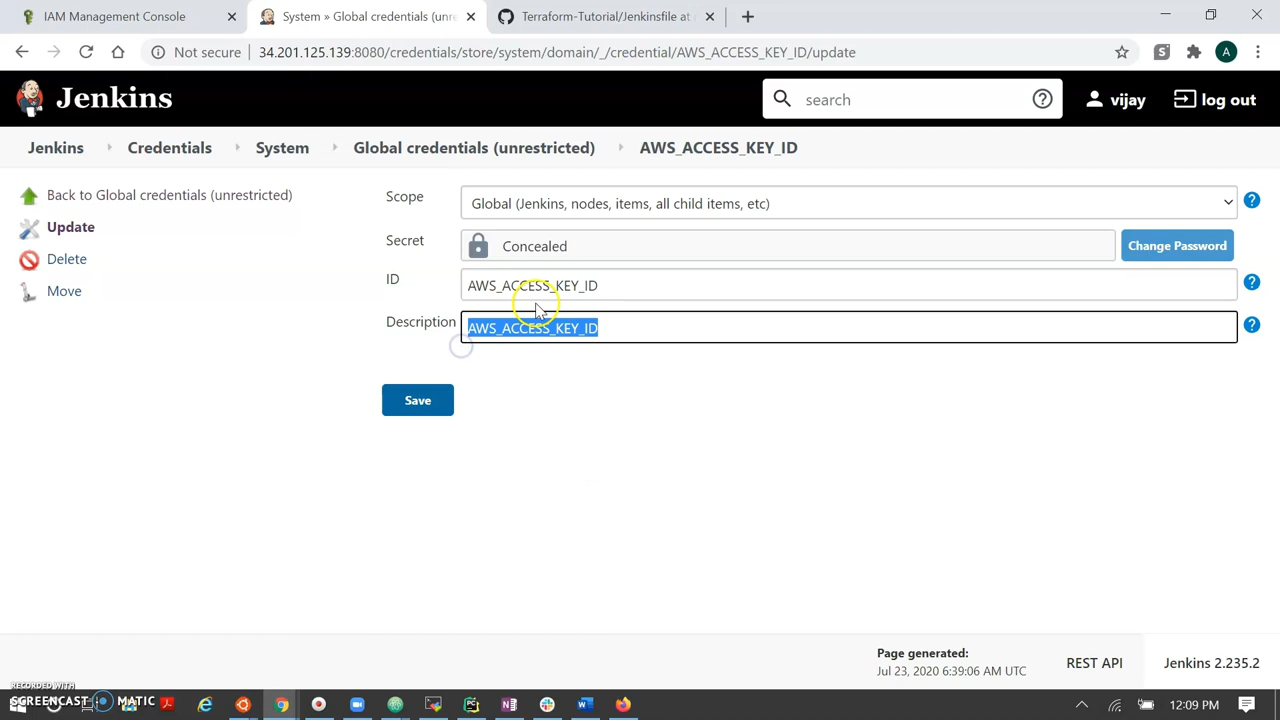 IAM Management Console
System » Global credentials (unre
Terraform-Tutorial/Jenkinsfile at
Not secure
34.201.125.139:8080/credentials/store/system/domain/_/credential/AWS_ACCESS_KEY_ID/update
S
A
Jenkins
search
vijay
log out
Jenkins
Credentials
System
Global credentials (unrestricted)
AWS_ACCESS_KEY_ID
Back to Global credentials (unrestricted)
Update
Delete
Move
Scope
Global (Jenkins, nodes, items, all child items, etc)
Secret
Concealed
Change Password
ID
AWS_ACCESS_KEY_ID
Description
AWS_ACCESS_KEY_ID
Save
Page generated:
Jul 23, 2020 6:39:06 AM UTC
REST API
Jenkins 2.235.2
RECORDED WITH
SCREENCAST MATIC
12:09 PM